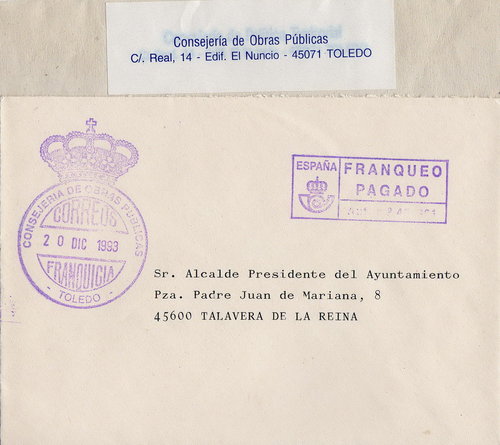 Consejería de Obras Públicas
C/. Real, 14 - Edif. El Nuncio - 45071 TOLEDO
CONSEJERIA DE OBRAS PUBLICAS
CORREOS
20 DIC 1993
FRANQUICIA
- TOLEDO -
ESPAÑA
FRANQUEO
PAGADO
Sr. Alcalde Presidente del Ayuntamiento
Pza. Padre Juan de Mariana, 8
45600 TALAVERA DE LA REINA